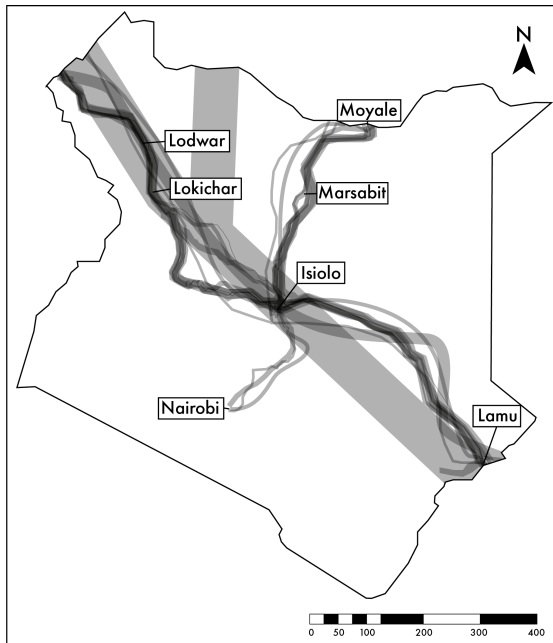 N
Moyale
Lodwar
Lokichar
Marsabit
Isiolo
Nairobi
Lamu
0 50 100 200 300 400